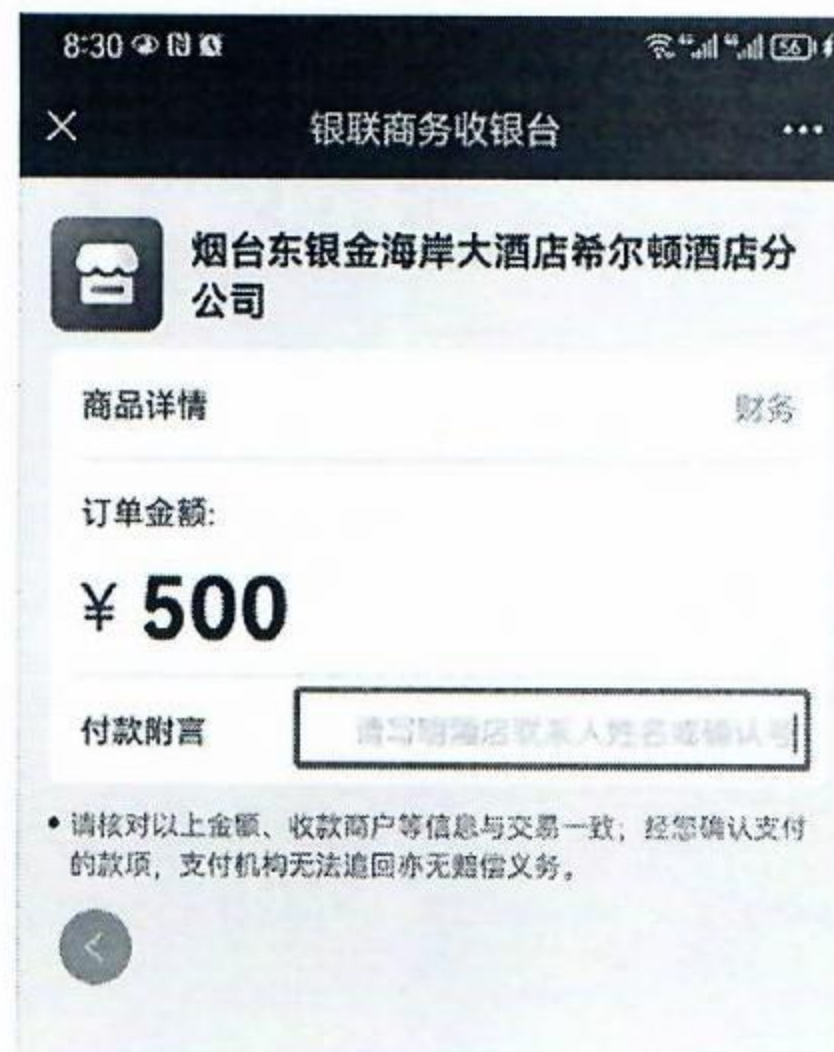 8:30
56
银联商务收银台
烟台东银金海岸大酒店希尔顿酒店分
公司
商品详情
财务
订单金额:
¥ 500
付款附言
请写明酒店联系人姓名或确认号
• 请核对以上金额、收款商户等信息与交易一致；经您确认支付
的款项，支付机构无法追回亦无赔偿义务。